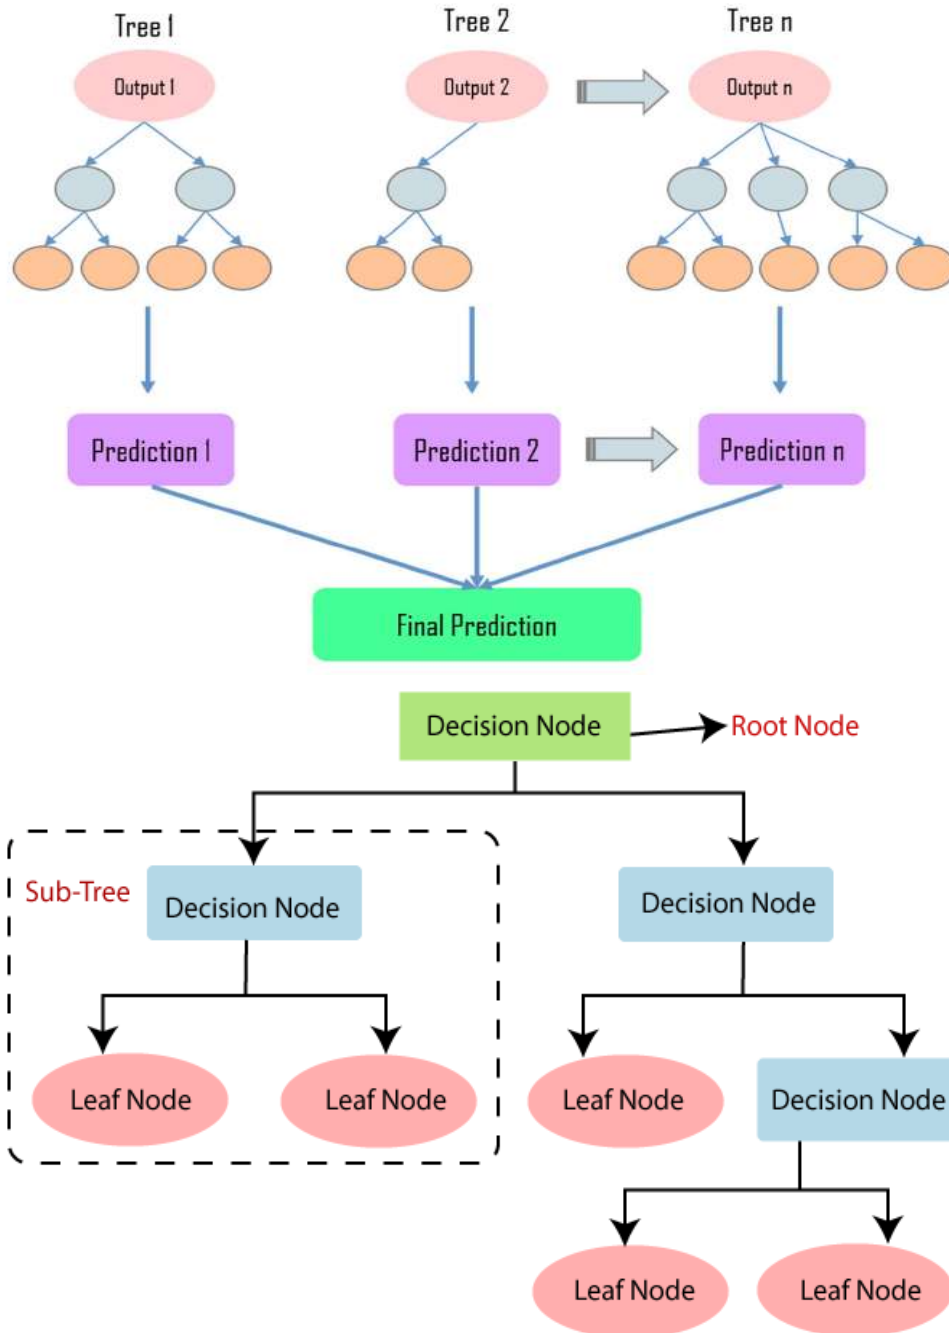 Tree 1
Tree 2
Tree n
Output 1
Output 2
Output n
Prediction 1
Prediction 2
Prediction n
Final Prediction
Decision Node
Root Node
Sub-Tree
Decision Node
Decision Node
Leaf Node
Leaf Node
Leaf Node
Decision Node
Leaf Node
Leaf Node